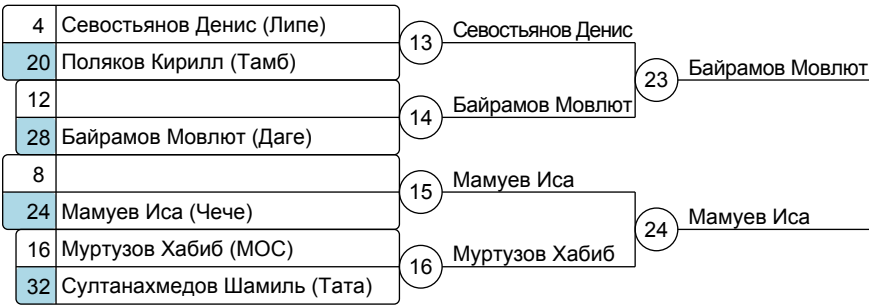 4 Севостьянов Денис (Липе)
20 Поляков Кирилл (Тамб)
13 Севостьянов Денис
12
28 Байрамов Мовлют (Даге)
14 Байрамов Мовлют
23 Байрамов Мовлют
8
24 Мамуев Иса (Чече)
15 Мамуев Иса
16 Муртузов Хабиб (МОС)
32 Султанахмедов Шамиль (Тата)
16 Муртузов Хабиб
24 Мамуев Иса